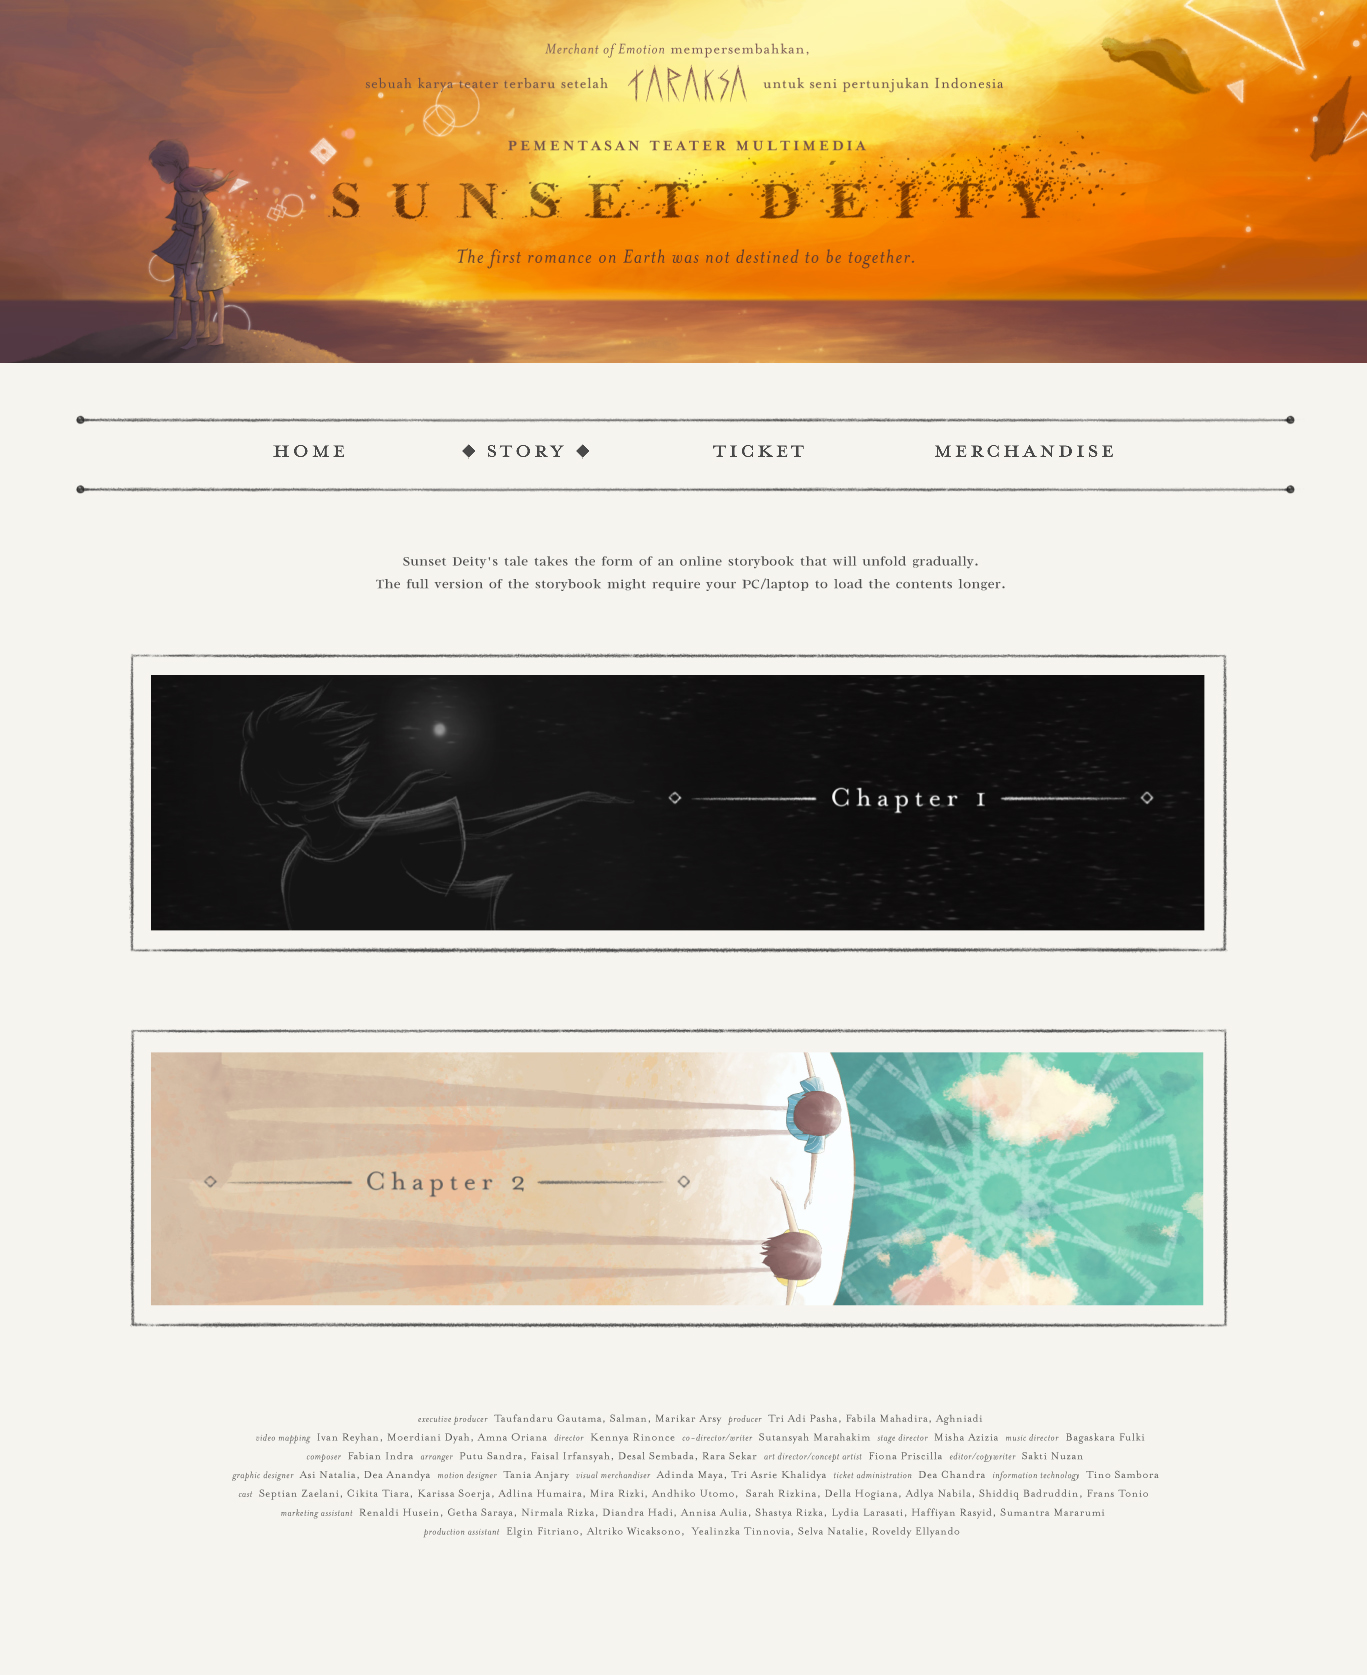 Merchant of Emotion mempersembahkan,
sebuah karya teater terbaru setelah TARAKSA untuk seni pertunjukan Indonesia
PEMENTASAN TEATER MULTIMEDIA
SUNSET DEITY
The first romance on Earth was not destined to be together.
HOME ◆ STORY ◆ TICKET MERCHANDISE
Sunset Deity's tale takes the form of an online storybook that will unfold gradually.
The full version of the storybook might require your PC/laptop to load the contents longer.
Chapter 1
Chapter 2
executive producer Taufandaru Gautama, Salman, Marikar Arsy producer Tri Adi Pasha, Fabila Mahadira, Aghniadi
video mapping Ivan Reyhan, Moerdiani Dyah, Amna Oriana director Kennya Rinonce co-director/writer Sutansyah Marahakim stage director Misha Azizia music director Bagaskara Fulki
composer Fabian Indra arranger Putu Sandra, Faisal Irfansyah, Desal Sembada, Rara Sekar art director/concept artist Fiona Priscilla editor/copywriter Sakti Nuzan
graphic designer Asi Natalia, Dea Anandya motion designer Tania Anjary visual merchandiser Adinda Maya, Tri Asrie Khalidya ticket administration Dea Chandra information technology Tino Sambora
cast Septian Zaelani, Cikita Tiara, Karissa Soerja, Adlina Humaira, Mira Rizki, Andhiko Utomo, Sarah Rizkina, Della Hogiana, Adlya Nabila, Shiddiq Badruddin, Frans Tonio
marketing assistant Renaldi Husein, Getha Saraya, Nirmala Rizka, Diandra Hadi, Annisa Aulia, Shastya Rizka, Lydia Larasati, Haffiyan Rasyid, Sumantra Mararumi
production assistant Elgin Fitriano, Altriko Wicaksono, Yealinzka Tinnovia, Selva Natalie, Roveldy Ellyando